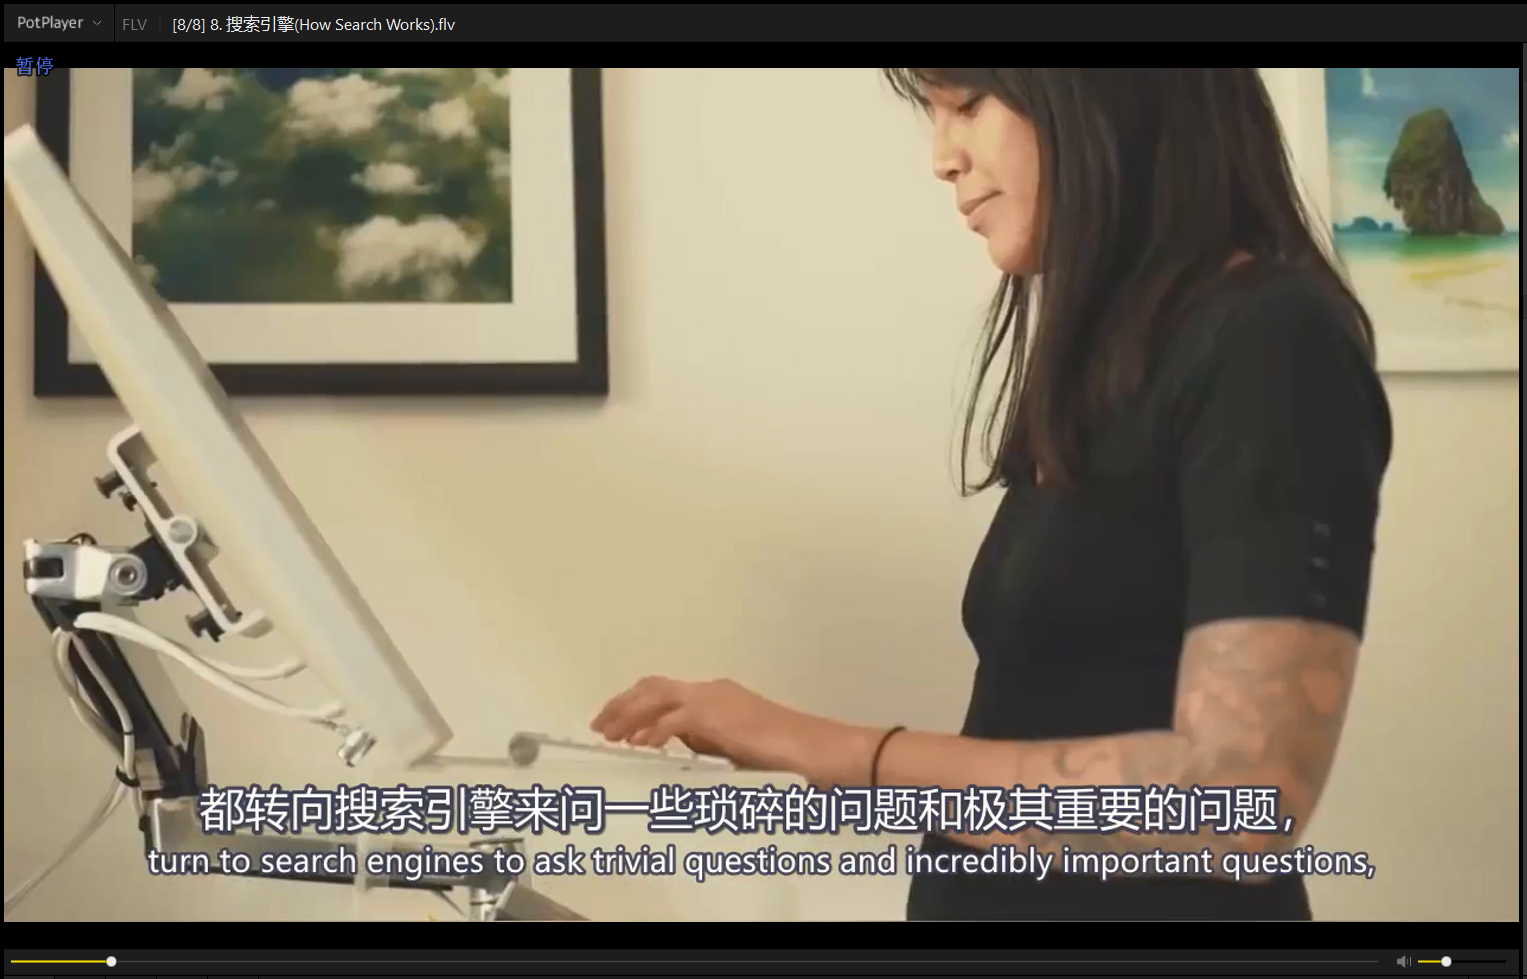 PotPlayer
FLV
[8/8] 8. 搜索引擎(How Search Works).flv
暂停
都转向搜索引擎来问一些琐碎的问题和极其重要的问题，
turn to search engines to ask trivial questions and incredibly important questions,